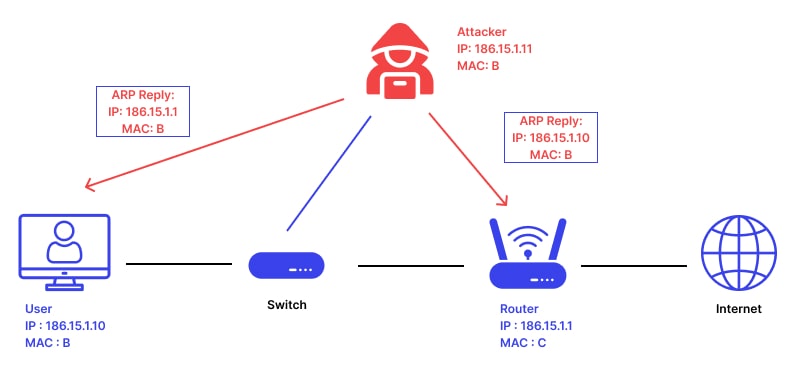 Attacker
IP: 186.15.1.11
MAC: B
ARP Reply:
IP: 186.15.1.1
MAC: B
ARP Reply:
IP: 186.15.1.10
MAC: B
User
IP : 186.15.1.10
MAC : B
Switch
Router
IP : 186.15.1.1
MAC : C
Internet